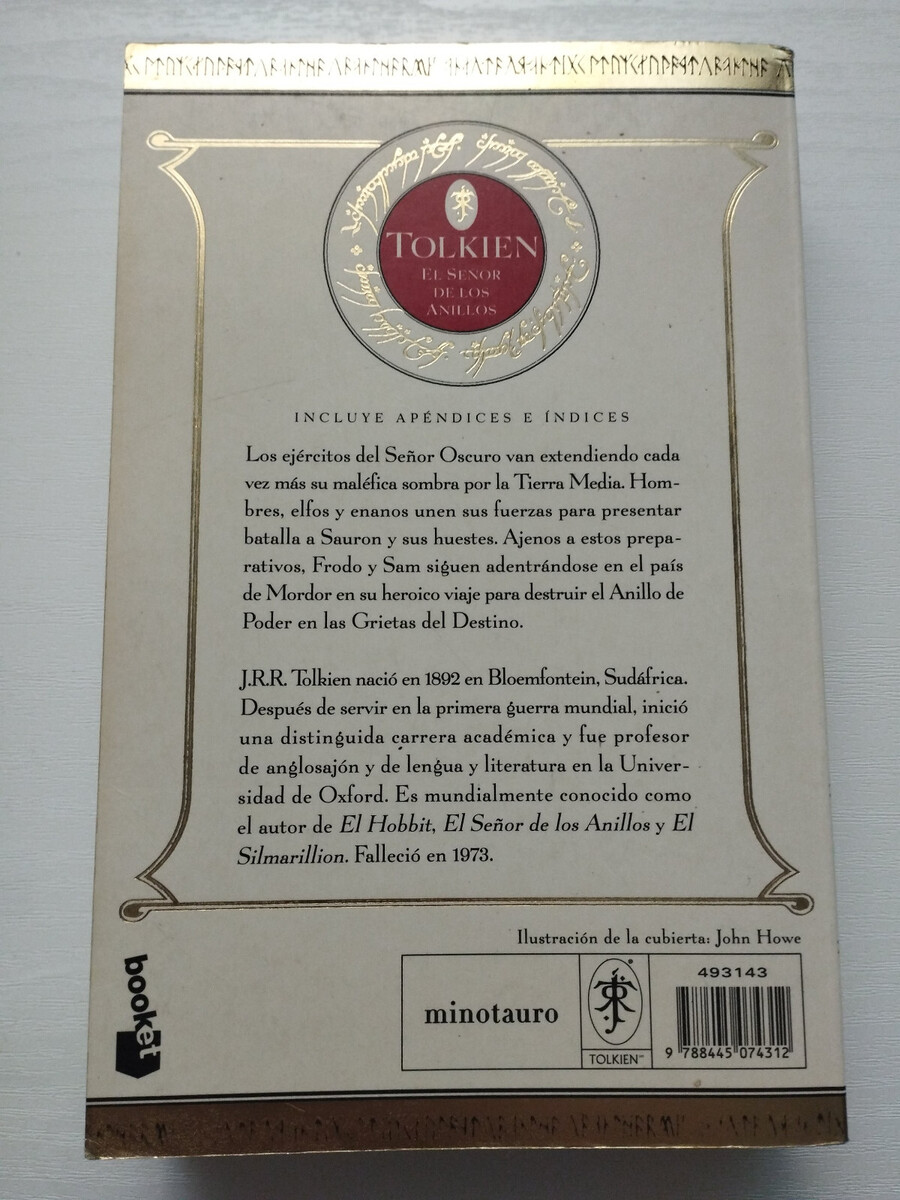 TOLKIEN
EL SEÑOR
DE LOS
ANILLOS
INCLUYE APÉNDICES E ÍNDICES
Los ejércitos del Señor Oscuro van extendiendo cada
vez más su maléfica sombra por la Tierra Media. Hom-
bres, elfos y enanos unen sus fuerzas para presentar
batalla a Sauron y sus huestes. Ajenos a estos prepa-
rativos, Frodo y Sam siguen adentrándose en el país
de Mordor en su heroico viaje para destruir el Anillo de
Poder en las Grietas del Destino.
J.R.R. Tolkien nació en 1892 en Bloemfontein, Sudáfrica.
Después de servir en la primera guerra mundial, inició
una distinguida carrera académica y fue profesor
de anglosajón y de lengua y literatura en la Univer-
sidad de Oxford. Es mundialmente conocido como
el autor de El Hobbit, El Señor de los Anillos y El
Silmarillion. Falleció en 1973.
Ilustración de la cubierta: John Howe
booket
minotauro
TOLKIEN™
493143
9 788445 074312